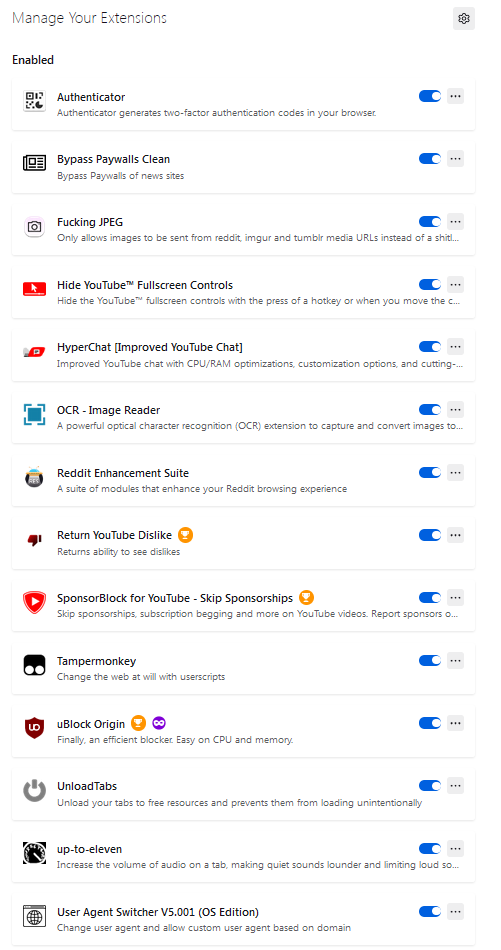 Manage Your Extensions
Enabled
Authenticator
Authenticator generates two-factor authentication codes in your browser.
Bypass Paywalls Clean
Bypass Paywalls of news sites
Fucking JPEG
Only allows images to be sent from reddit, imgur and tumblr media URLs instead of a shitl...
Hide YouTube™ Fullscreen Controls
Hide the YouTube™ fullscreen controls with the press of a hotkey or when you move the c...
HyperChat [Improved YouTube Chat]
Improved YouTube chat with CPU/RAM optimizations, customization options, and cutting-...
OCR - Image Reader
A powerful optical character recognition (OCR) extension to capture and convert images to...
Reddit Enhancement Suite
A suite of modules that enhance your Reddit browsing experience
Return YouTube Dislike
Returns ability to see dislikes
SponsorBlock for YouTube - Skip Sponsorships
Skip sponsorships, subscription begging and more on YouTube videos. Report sponsors o...
Tampermonkey
Change the web at will with userscripts
uBlock Origin
Finally, an efficient blocker. Easy on CPU and memory.
UnloadTabs
Unload your tabs to free resources and prevents them from loading unintentionally
up-to-eleven
Increase the volume of audio on a tab, making quiet sounds lounder and limiting loud so...
User Agent Switcher V5.001 (OS Edition)
Change user agent and allow custom user agent based on domain